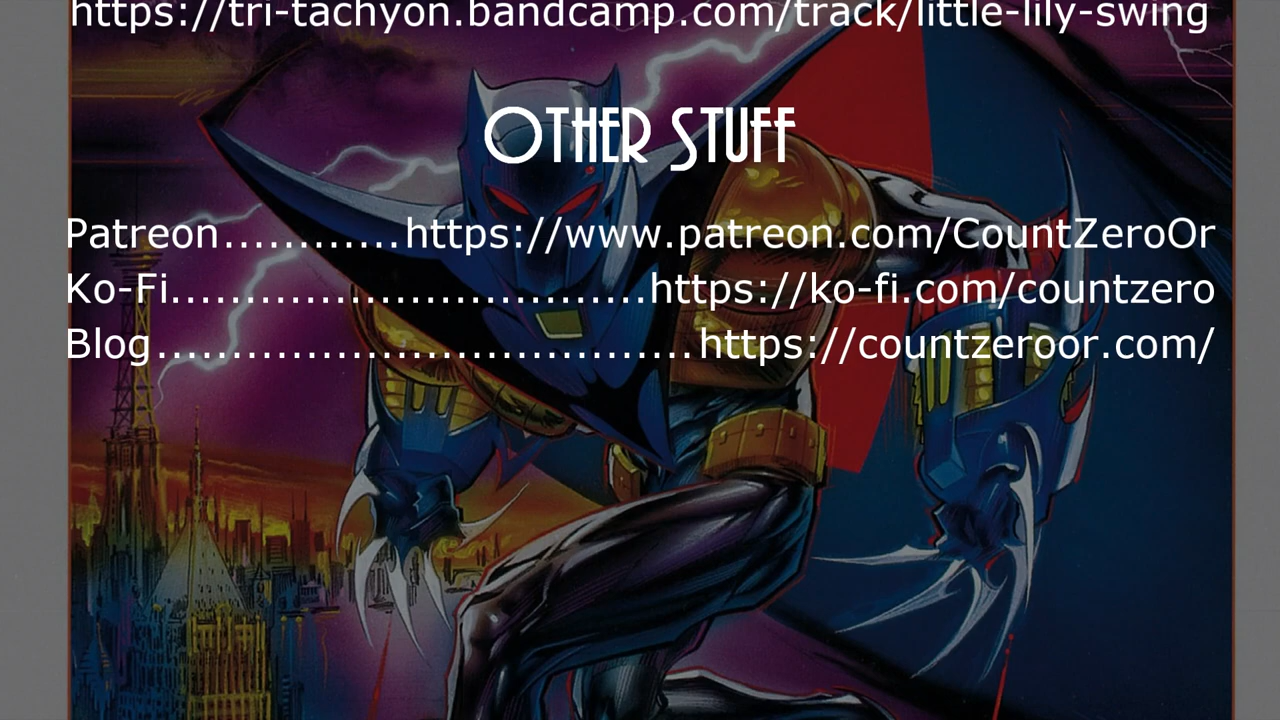 https://tri-tachyon.bandcamp.com/track/little-lily-swing
OTHER STUFF
Patreon............https://www.patreon.com/CountZeroOr
Ko-Fi................................https://ko-fi.com/countzero
Blog....................................https://countzeroor.com/